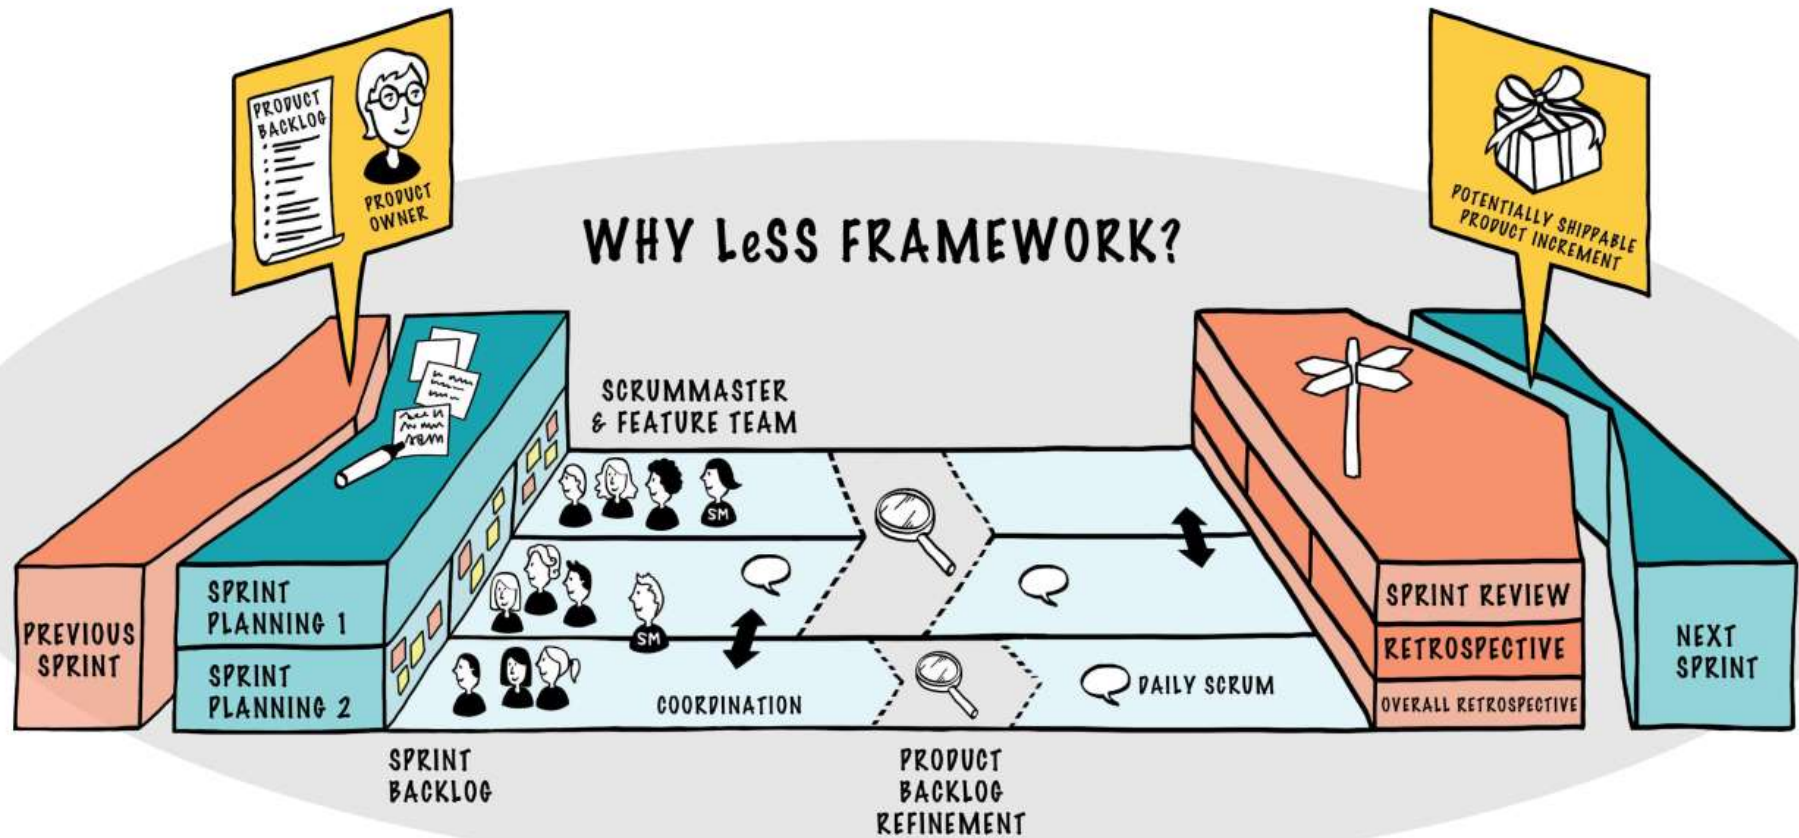 PRODUCT
BACKLOG
PRODUCT
OWNER
WHY LeSS FRAMEWORK?
POTENTIALLY SHIPPABLE
PRODUCT INCREMENT
SCRUMMASTER
& FEATURE TEAM
SM
SM
PREVIOUS
SPRINT
SPRINT
PLANNING 1
SPRINT
PLANNING 2
COORDINATION
DAILY SCRUM
SPRINT REVIEW
RETROSPECTIVE
OVERALL RETROSPECTIVE
NEXT
SPRINT
SPRINT
BACKLOG
PRODUCT
BACKLOG
REFINEMENT